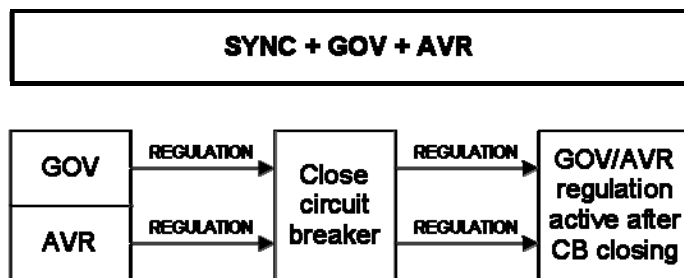 SYNC + GOV + AVR
GOV
REGULATION
REGULATION
AVR
REGULATION
REGULATION
Close
circuit
breaker
GOV/AVR
regulation
active after
CB closing